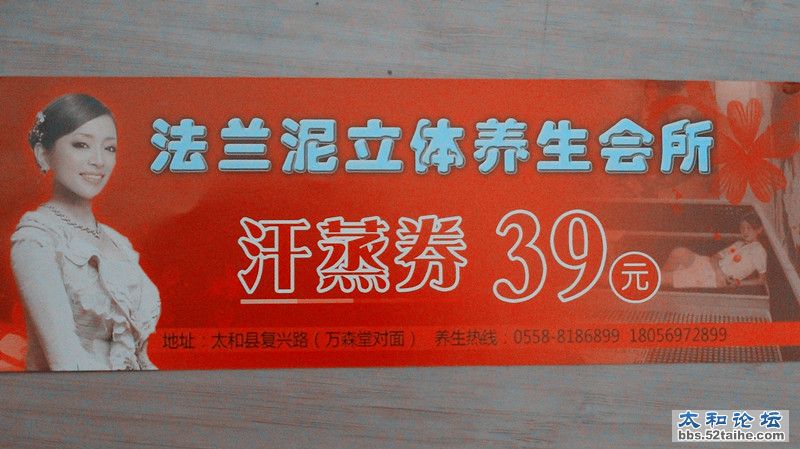 法兰泥立体养生会所
汗蒸券 39元
地址：太和县复兴路（万森堂对面） 养生热线：0558-8186899 18056972899
太和论坛
bbs.52taihe.com